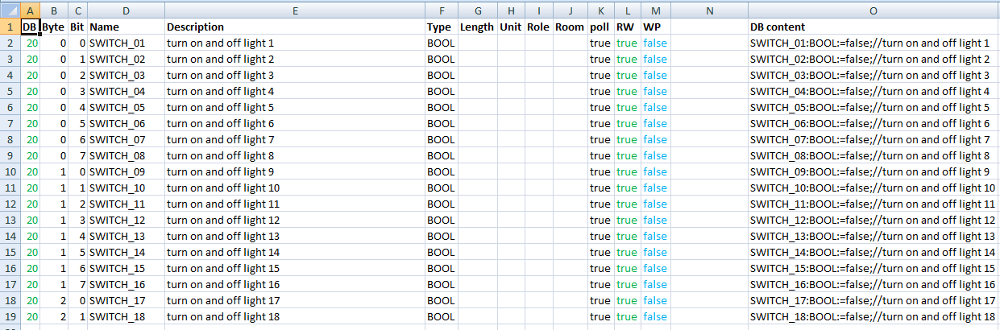 A B C D E F G H I J K L M N O
1 DB Byte Bit Name Description Type Length Unit Role Room poll RW WP DB content
2 20 0 0 SWITCH_01 turn on and off light 1 BOOL true true false SWITCH_01:BOOL:=false;//turn on and off light 1
3 20 0 1 SWITCH_02 turn on and off light 2 BOOL true true false SWITCH_02:BOOL:=false;//turn on and off light 2
4 20 0 2 SWITCH_03 turn on and off light 3 BOOL true true false SWITCH_03:BOOL:=false;//turn on and off light 3
5 20 0 3 SWITCH_04 turn on and off light 4 BOOL true true false SWITCH_04:BOOL:=false;//turn on and off light 4
6 20 0 4 SWITCH_05 turn on and off light 5 BOOL true true false SWITCH_05:BOOL:=false;//turn on and off light 5
7 20 0 5 SWITCH_06 turn on and off light 6 BOOL true true false SWITCH_06:BOOL:=false;//turn on and off light 6
8 20 0 6 SWITCH_07 turn on and off light 7 BOOL true true false SWITCH_07:BOOL:=false;//turn on and off light 7
9 20 0 7 SWITCH_08 turn on and off light 8 BOOL true true false SWITCH_08:BOOL:=false;//turn on and off light 8
10 20 1 0 SWITCH_09 turn on and off light 9 BOOL true true false SWITCH_09:BOOL:=false;//turn on and off light 9
11 20 1 1 SWITCH_10 turn on and off light 10 BOOL true true false SWITCH_10:BOOL:=false;//turn on and off light 10
12 20 1 2 SWITCH_11 turn on and off light 11 BOOL true true false SWITCH_11:BOOL:=false;//turn on and off light 11
13 20 1 3 SWITCH_12 turn on and off light 12 BOOL true true false SWITCH_12:BOOL:=false;//turn on and off light 12
14 20 1 4 SWITCH_13 turn on and off light 13 BOOL true true false SWITCH_13:BOOL:=false;//turn on and off light 13
15 20 1 5 SWITCH_14 turn on and off light 14 BOOL true true false SWITCH_14:BOOL:=false;//turn on and off light 14
16 20 1 6 SWITCH_15 turn on and off light 15 BOOL true true false SWITCH_15:BOOL:=false;//turn on and off light 15
17 20 1 7 SWITCH_16 turn on and off light 16 BOOL true true false SWITCH_16:BOOL:=false;//turn on and off light 16
18 20 2 0 SWITCH_17 turn on and off light 17 BOOL true true false SWITCH_17:BOOL:=false;//turn on and off light 17
19 20 2 1 SWITCH_18 turn on and off light 18 BOOL true true false SWITCH_18:BOOL:=false;//turn on and off light 18